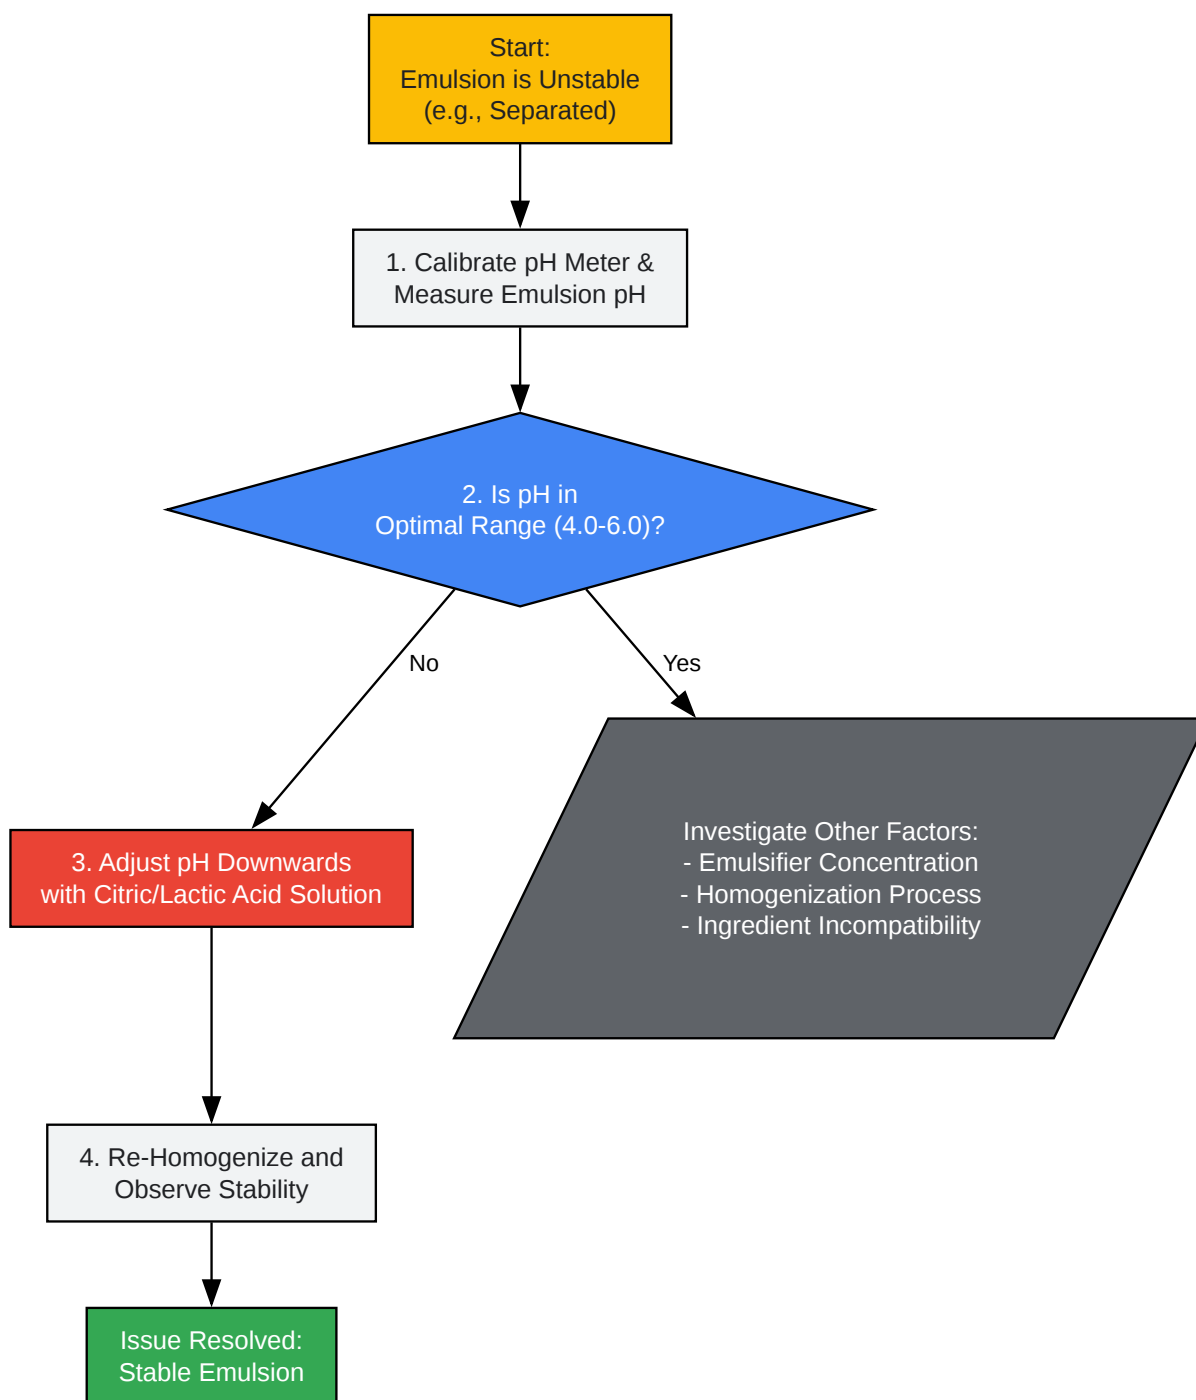 Start:
Emulsion is Unstable
(e.g., Separated)
1. Calibrate pH Meter &
Measure Emulsion pH
2. Is pH in
Optimal Range (4.0-6.0)?
No
Yes
3. Adjust pH Downwards
with Citric/Lactic Acid Solution
Investigate Other Factors:
- Emulsifier Concentration
- Homogenization Process
- Ingredient Incompatibility
4. Re-Homogenize and
Observe Stability
Issue Resolved:
Stable Emulsion